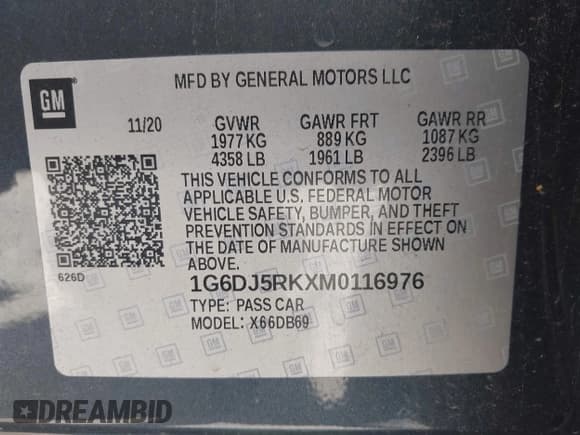 GM
MFD BY GENERAL MOTORS LLC
11/20 GVWR GAWR FRT GAWR RR
1977 KG 889 KG 1087 KG
4358 LB 1961 LB 2396 LB
THIS VEHICLE CONFORMS TO ALL
APPLICABLE U.S. FEDERAL MOTOR
VEHICLE SAFETY, BUMPER, AND THEFT
PREVENTION STANDARDS IN EFFECT ON
THE DATE OF MANUFACTURE SHOWN
ABOVE.
626D
1G6DJ5RKXM0116976
TYPE: PASS CAR
MODEL: X66DB69
DREAMBID